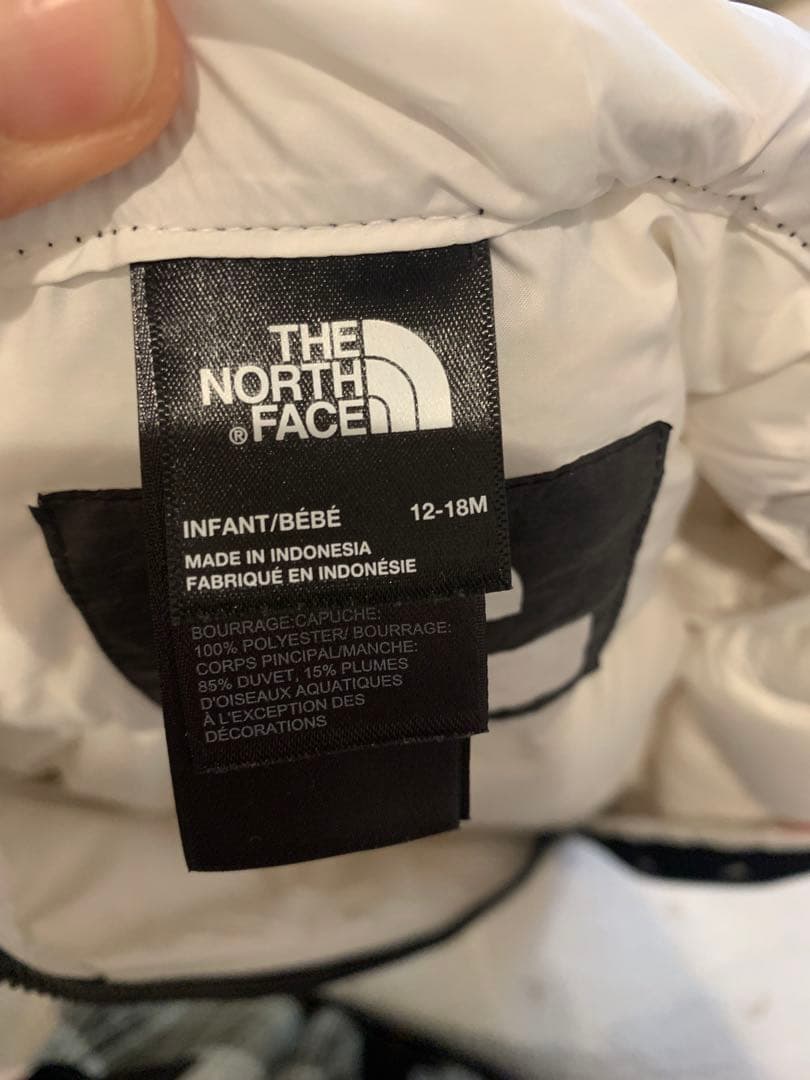 THE
NORTH
® FACE
INFANT/BÉBÉ 12-18M
MADE IN INDONESIA
FABRIQUÉ EN INDONÉSIE
BOURRAGE:CAPUCHE:
100% POLYESTER/ BOURRAGE:
CORPS PINCIPAL/MANCHE:
85% DUVET, 15% PLUMES
D'OISEAUX AQUATIQUES
À L'EXCEPTION DES
DÉCORATIONS